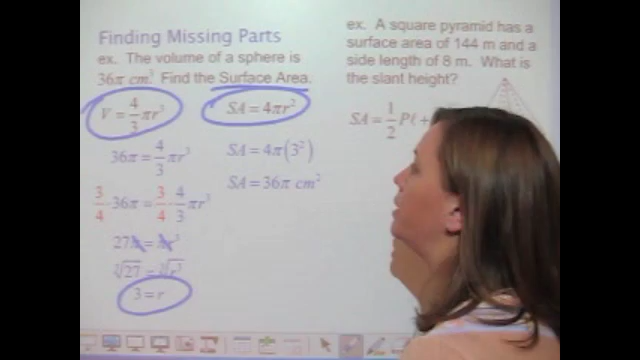 Finding Missing Parts
ex. The volume of a sphere is
36π cm³ Find the Surface Area.
V = 4/3 πr³
36π = 4/3 πr³
3/4 · 36π = 3/4 · 4/3 πr³
27π = πr³
∛27 = ∛r³
3 = r
SA = 4πr²
SA = 4π(3²)
SA = 36π cm²
ex. A square pyramid has a
surface area of 144 m and a
side length of 8 m. What is
the slant height?
SA = 1/2 Pℓ +